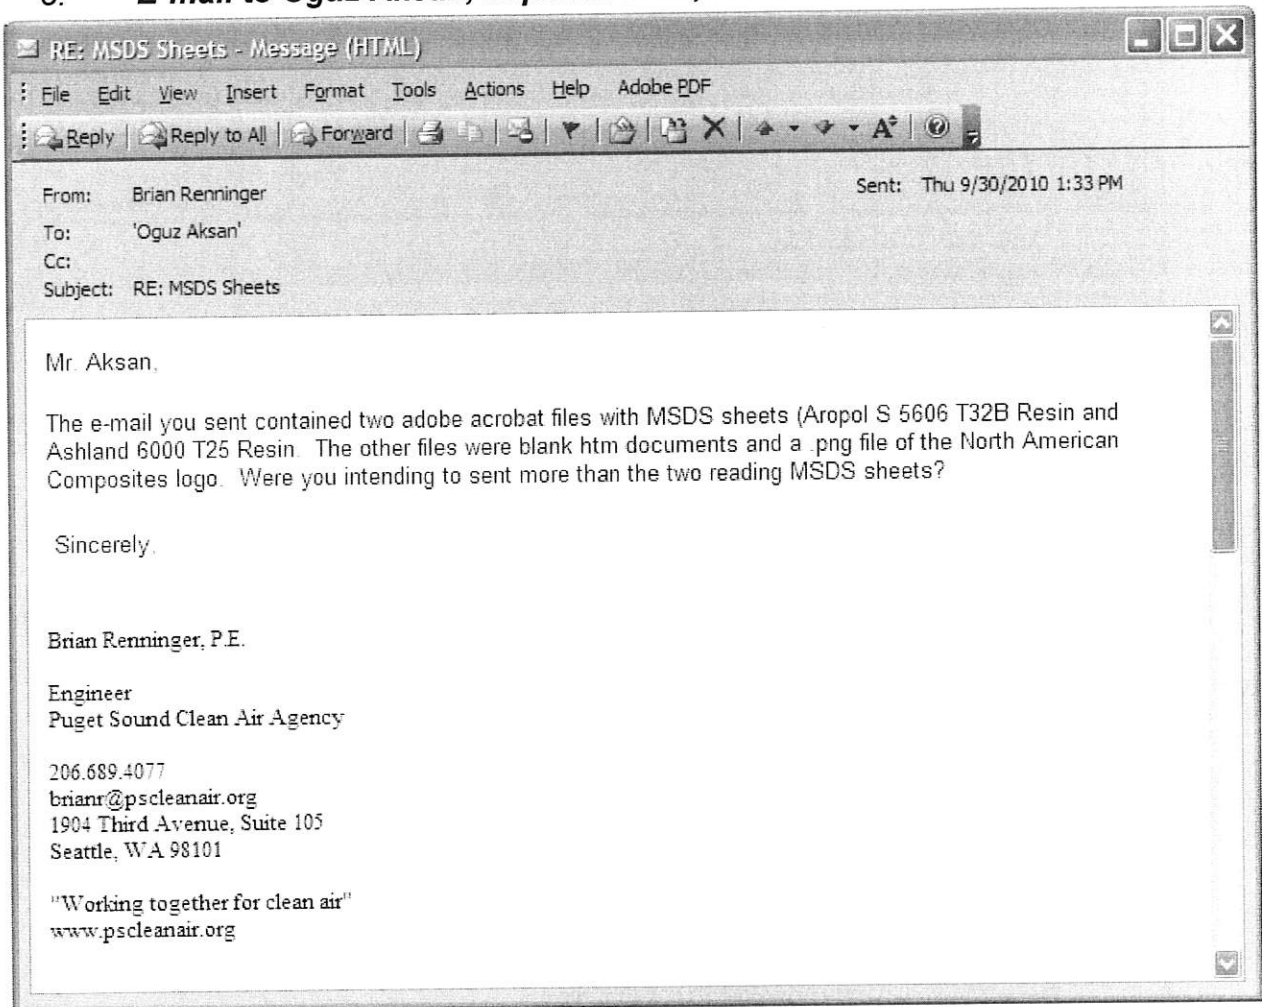 E-mail to Oguz
RE: MSDS Sheets - Message (HTML)
File Edit View Insert Format Tools Actions Help Adobe PDF
Reply Reply to All Forward
From: Brian Renninger
Sent: Thu 9/30/2010 1:33 PM
To: 'Oguz Aksan'
Cc:
Subject: RE: MSDS Sheets
Mr. Aksan,
The e-mail you sent contained two adobe acrobat files with MSDS sheets (Aropol S 5606 T32B Resin and
Ashland 6000 T25 Resin. The other files were blank htm documents and a .png file of the North American
Composites logo. Were you intending to sent more than the two reading MSDS sheets?
Sincerely,
Brian Renninger, P.E.
Engineer
Puget Sound Clean Air Agency
206.689.4077
brianr@pscleanair.org
1904 Third Avenue, Suite 105
Seattle, WA 98101
"Working together for clean air"
www.pscleanair.org